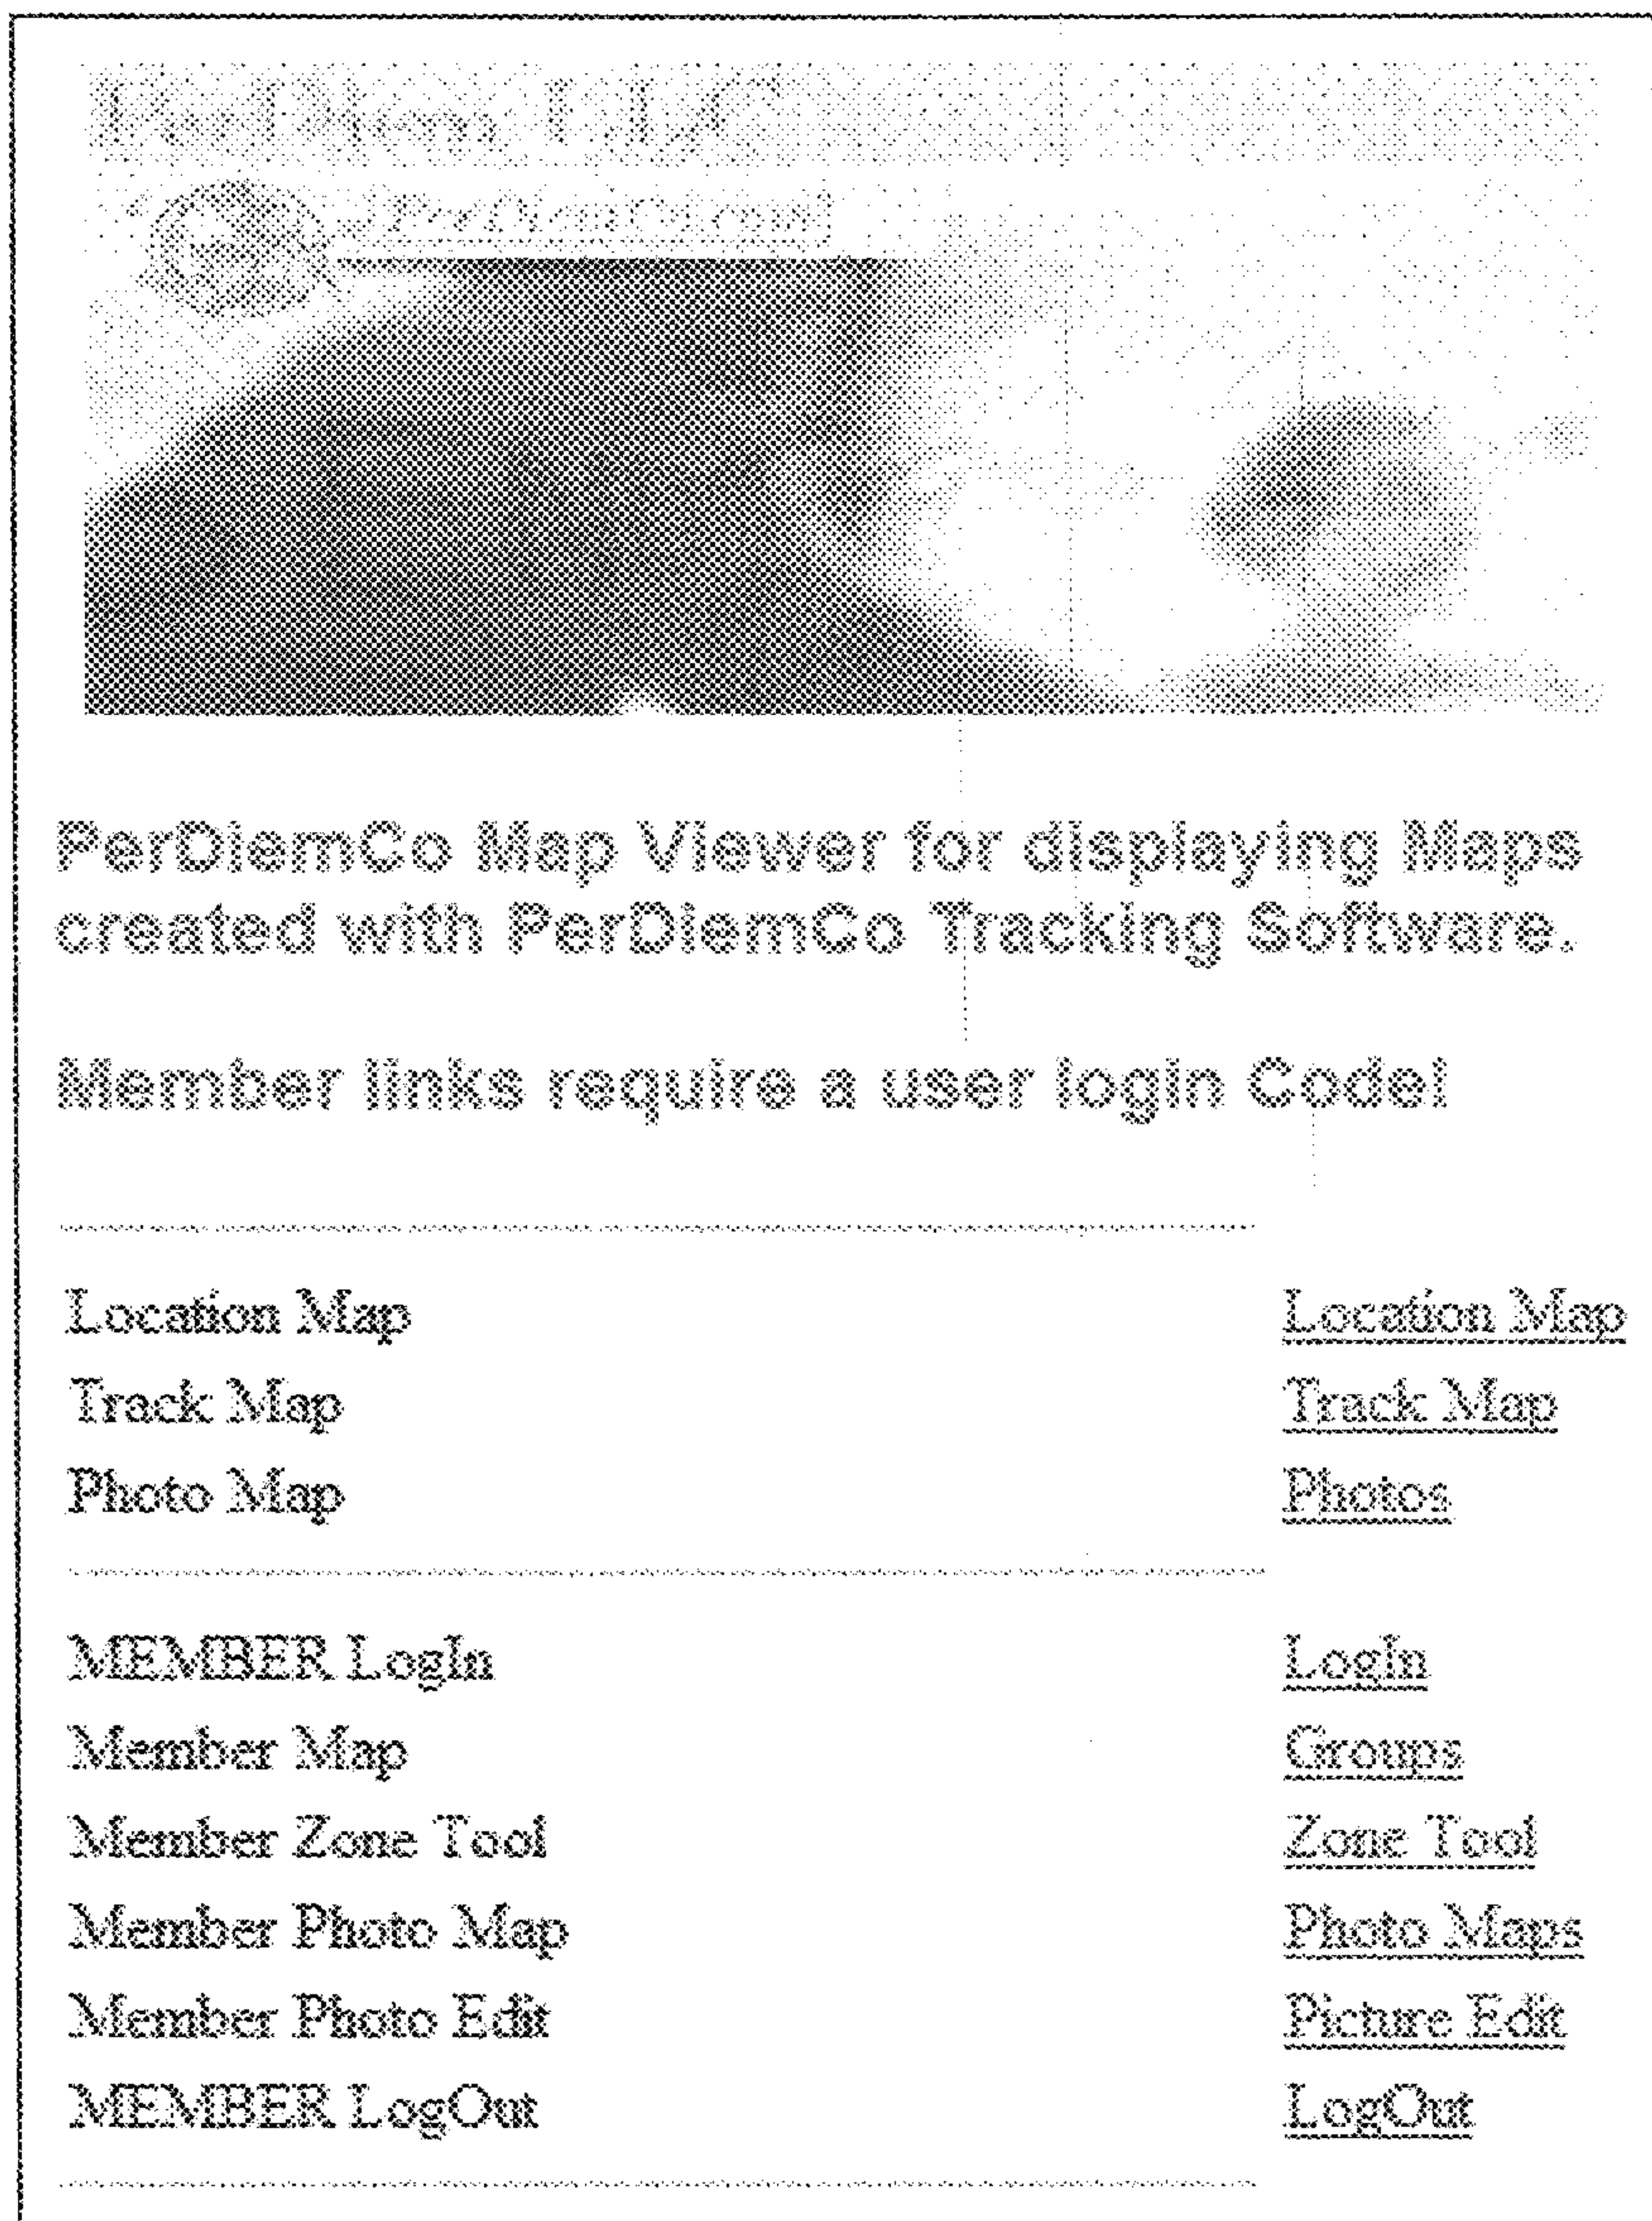 PerDiem LLC
PerDiemCo Map Viewer for displaying Maps
created with PerDiemCo Tracking Software.
Member links require a user login Code!
Location Map Location Map
Track Map Track Map
Photo Map Photos
MEMBER LogIn LogIn
Member Map Groups
Member Zone Tool Zone Tool
Member Photo Map Photo Maps
Member Photo Edit Picture Edit
MEMBER LogOut LogOut